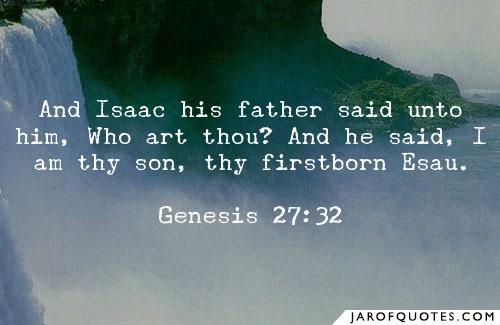 And Isaac his father said unto
him, Who art thou? And he said, I
am thy son, thy firstborn Esau.
Genesis 27:32
JAROFQUOTES.COM